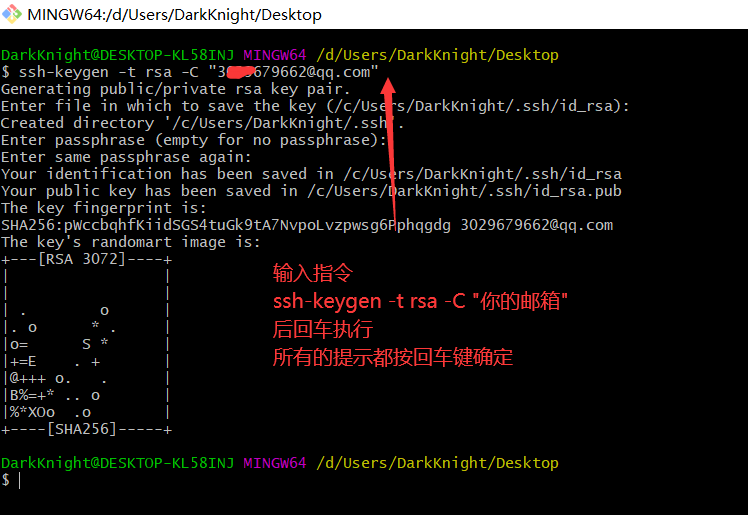 MINGW64:/d/Users/DarkKnight/Desktop
DarkKnight@DESKTOP-KL58INJ MINGW64 /d/Users/DarkKnight/Desktop
$ ssh-keygen -t rsa -C "3 679662@qq.com"
Generating public/private rsa key pair.
Enter file in which to save the key (/c/Users/DarkKnight/.ssh/id_rsa):
Created directory '/c/Users/DarkKnight/.ssh'.
Enter passphrase (empty for no passphrase):
Enter same passphrase again:
Your identification has been saved in /c/Users/DarkKnight/.ssh/id_rsa
Your public key has been saved in /c/Users/DarkKnight/.ssh/id_rsa.pub
The key fingerprint is:
SHA256:pWccbqhfKiidSGS4tuGk9tA7NvpoLvzpwsg6Pphqgdg 3029679662@qq.com
The key's randomart image is:
+---[RSA 3072]----+
|                 |
|                 |
| .        o      |
|. o      * .     |
|o=      S *      |
|+=E    . +       |
|@+++ o.   .      |
|B%=+* .. o       |
|%*XOo  .o        |
+----[SHA256]-----+
输入指令
ssh-keygen -t rsa -C "你的邮箱"
后回车执行
所有的提示都按回车键确定
DarkKnight@DESKTOP-KL58INJ MINGW64 /d/Users/DarkKnight/Desktop
$